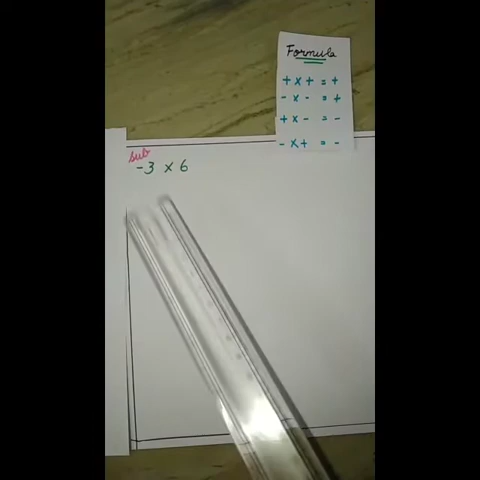 Formula
+ x + = +
- x - = +
+ x - = -
- x + = -
Sub
-3 x 6